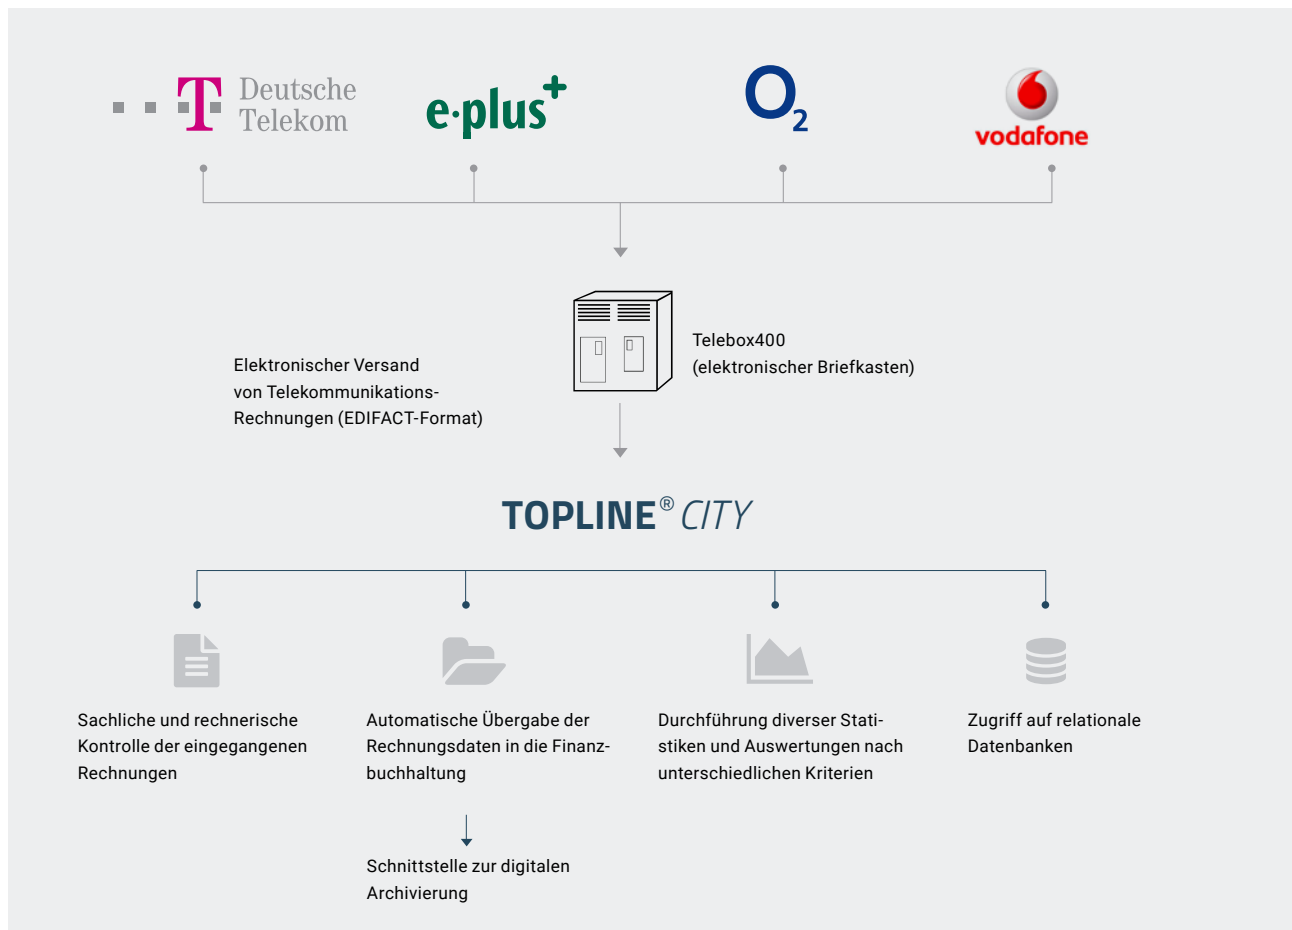 Deutsche
Telekom
e·plus+
O2
vodafone
Telebox400
(elektronischer Briefkasten)
Elektronischer Versand
von Telekommunikations-
Rechnungen (EDIFACT-Format)
TOPLINE® CITY
Sachliche und rechnerische
Kontrolle der eingegangenen
Rechnungen
Automatische Übergabe der
Rechnungsdaten in die Finanz-
buchhaltung
Schnittstelle zur digitalen
Archivierung
Durchführung diverser Stati-
stiken und Auswertungen nach
unterschiedlichen Kriterien
Zugriff auf relationale
Datenbanken